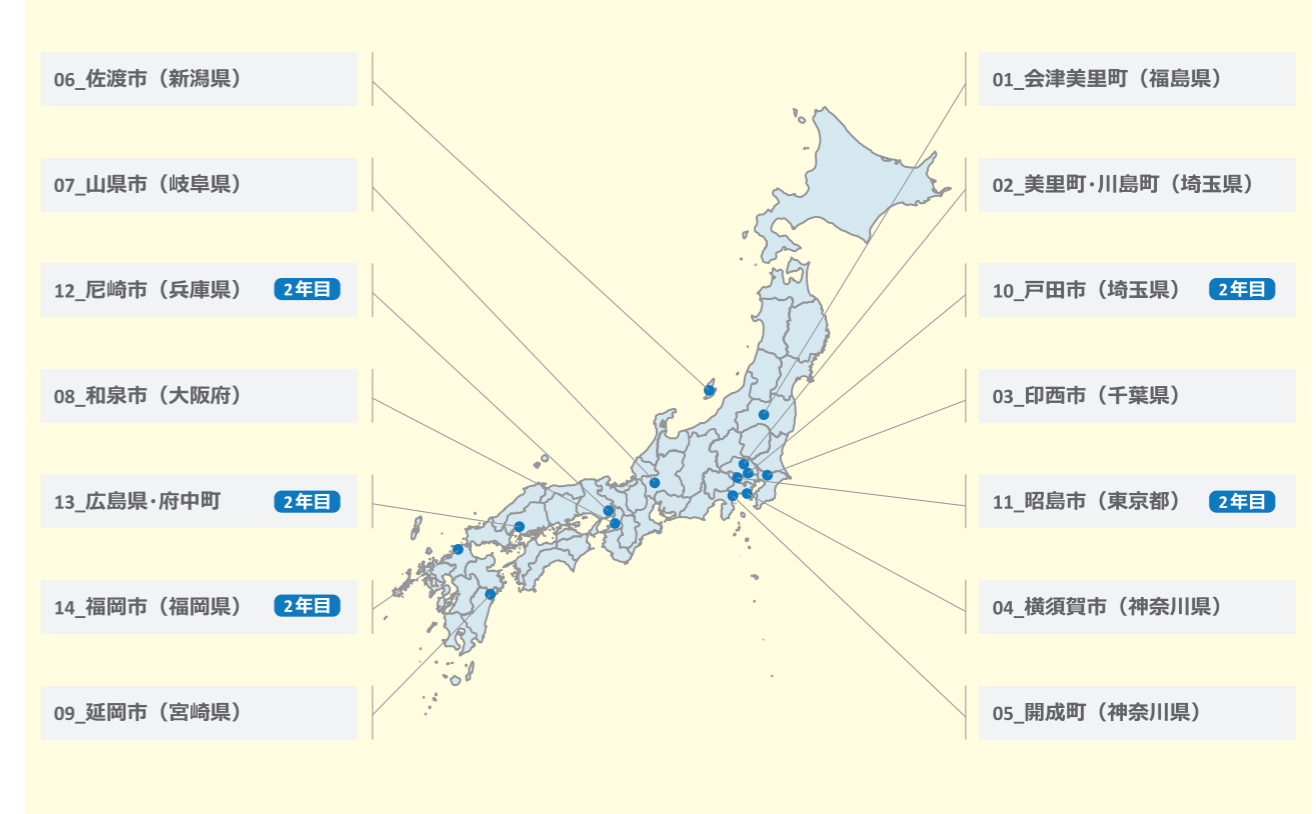 06_佐渡市（新潟県）
07_山県市（岐阜県）
12_尼崎市（兵庫県） 2年目
08_和泉市（大阪府）
13_広島県･府中町 2年目
14_福岡市（福岡県） 2年目
09_延岡市（宮崎県）
01_会津美里町（福島県）
02_美里町･川島町（埼玉県）
10_戸田市（埼玉県） 2年目
03_印西市（千葉県）
11_昭島市（東京都） 2年目
04_横須賀市（神奈川県）
05_開成町（神奈川県）